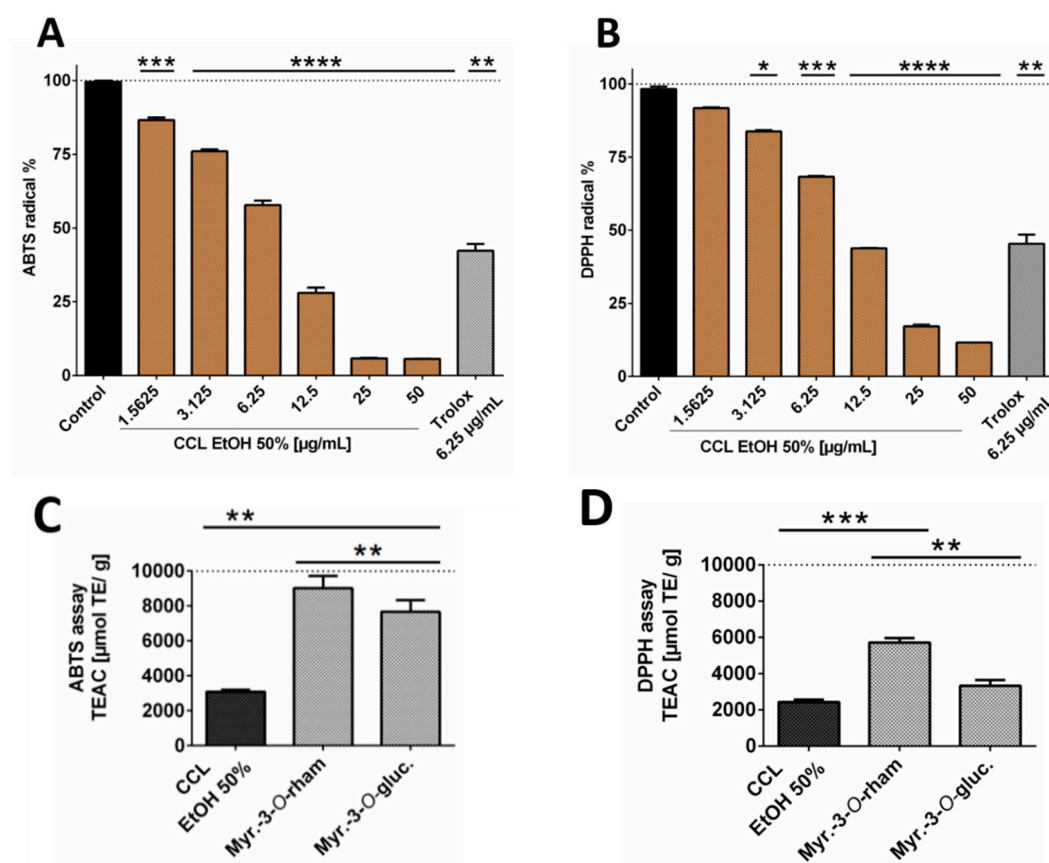 A
*** **** **
ABTS radical %
100
75
50
25
0
Control
1.5625
3.125
6.25
12.5
25
50
Trolox
6.25 µg/mL
CCL EtOH 50% [µg/mL]
B
* *** **** **
DPPH radical %
100
75
50
25
0
Control
1.5625
3.125
6.25
12.5
25
50
Trolox
6.25 µg/mL
CCL EtOH 50% [µg/mL]
C
**
**
ABTS assay
TEAC [µmol TE/ g]
10000
8000
6000
4000
2000
0
CCL
EtOH 50%
Myr.-3-O-rham
Myr.-3-O-gluc.
D
***
**
DPPH assay
TEAC [µmol TE/ g]
10000
8000
6000
4000
2000
0
CCL
EtOH 50%
Myr.-3-O-rham
Myr.-3-O-gluc.